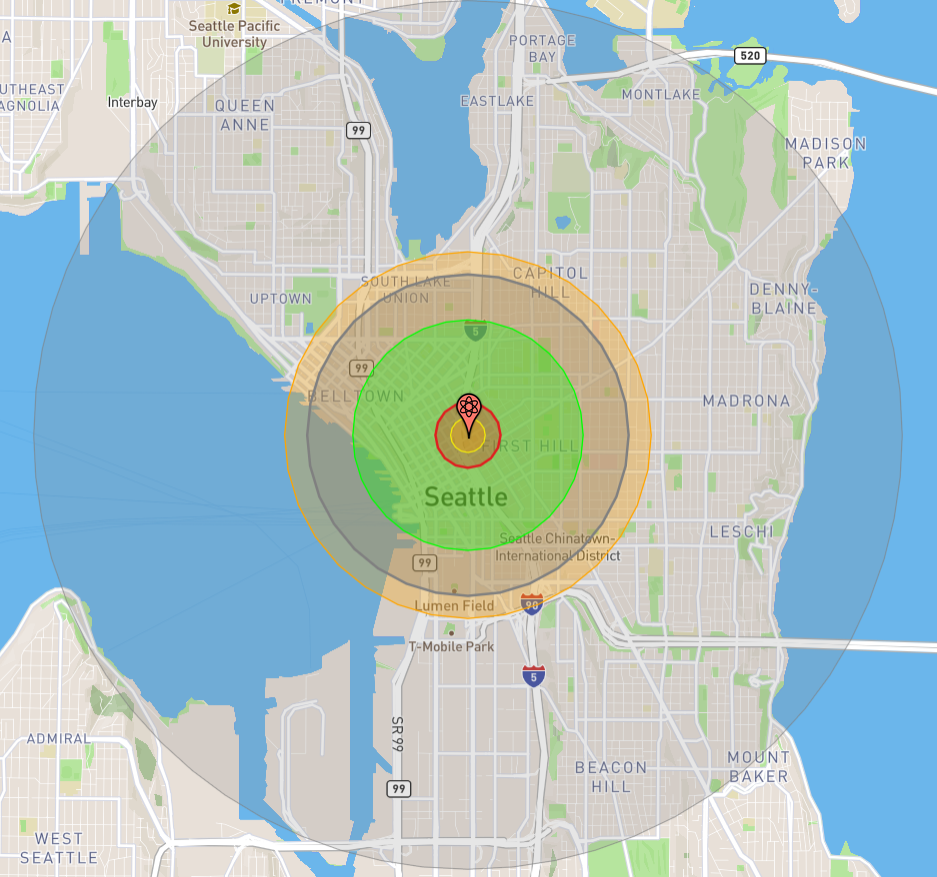 FREMONT
Seattle Pacific
University
A
UTHEAST
AGNOLIA
Interbay
QUEEN
ANNE
99
PORTAGE
BAY
520
EASTLAKE
MONTLAKE
MADISON
PARK
SOUTH LAKE
UNION
UPTOWN
CAPITOL
HILL
DENNY-
BLAINE
5
99
BELLTOWN
MADRONA
FIRST HILL
Seattle
LESCHI
Seattle Chinatown-
International District
99
Lumen Field
90
T-Mobile Park
5
SR 99
ADMIRAL
99
BEACON
HILL
MOUNT
BAKER
WEST
SEATTLE